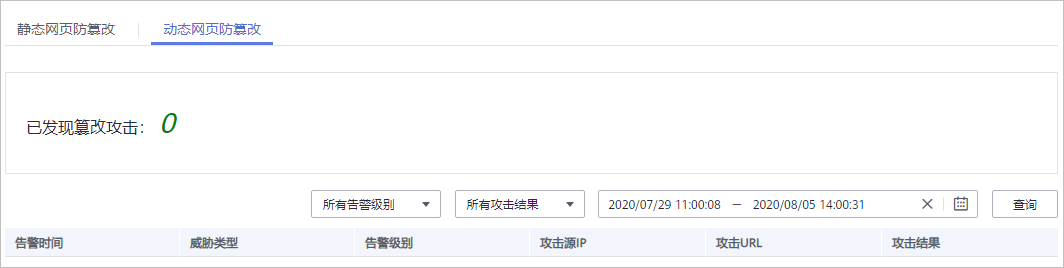 静态网页防篡改 动态网页防篡改
已发现篡改攻击： 0
所有告警级别 所有攻击结果 2020/07/29 11:00:08 — 2020/08/05 14:00:31 查询
告警时间 威胁类型 告警级别 攻击源IP 攻击URL 攻击结果